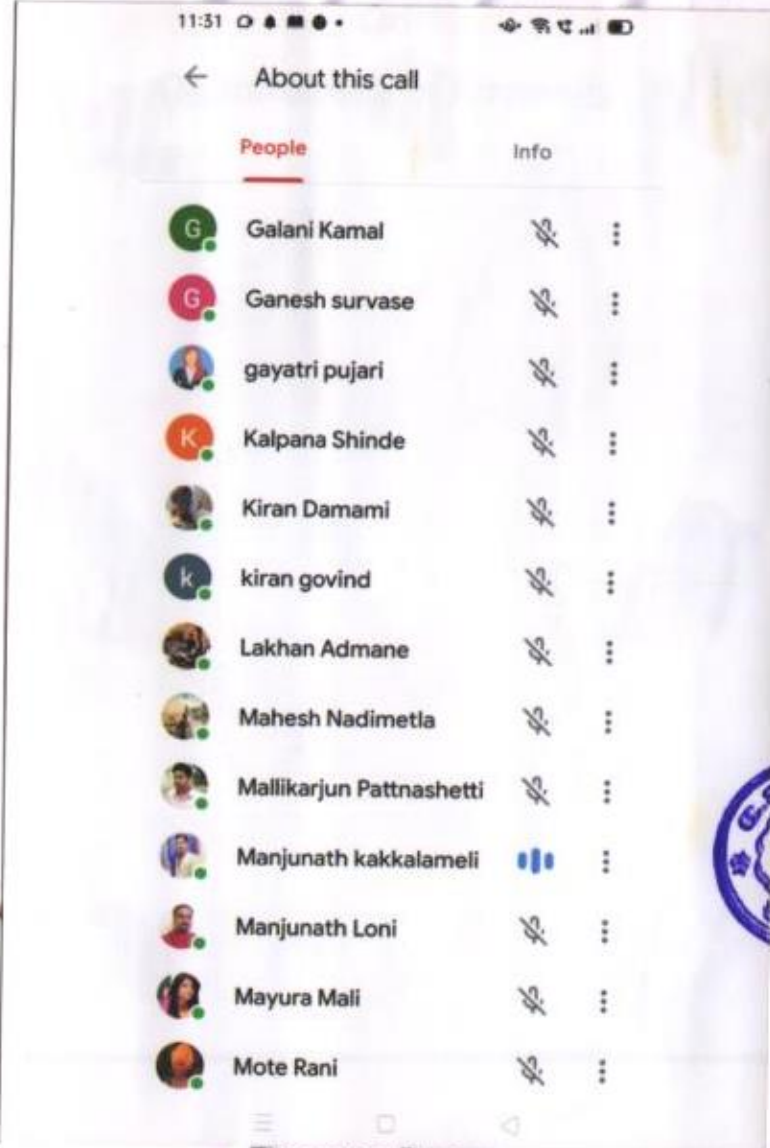 11:31
About this call
People Info
G Galani Kamal
G Ganesh survase
gayatri pujari
K Kalpana Shinde
Kiran Damami
k kiran govind
Lakhan Admane
Mahesh Nadimetla
Mallikarjun Pattnashetti
Manjunath kakkalameli
Manjunath Loni
Mayura Mali
Mote Rani